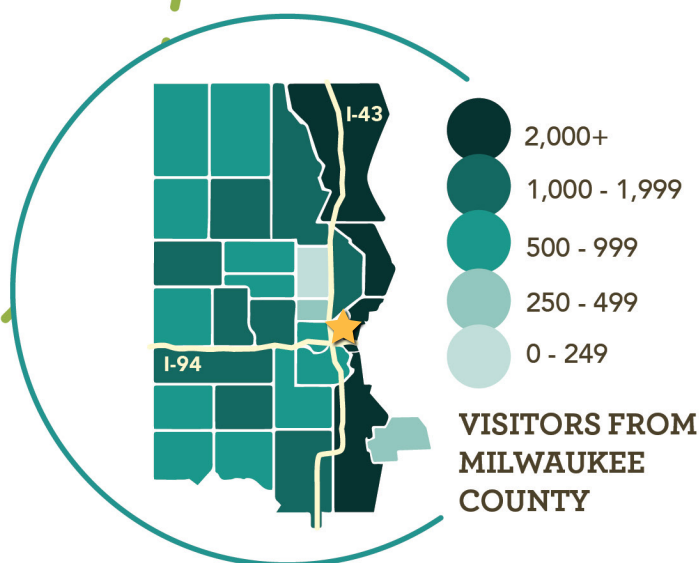 I-43
2,000+
1,000 - 1,999
500 - 999
250 - 499
0 - 249
I-94
VISITORS FROM
MILWAUKEE
COUNTY